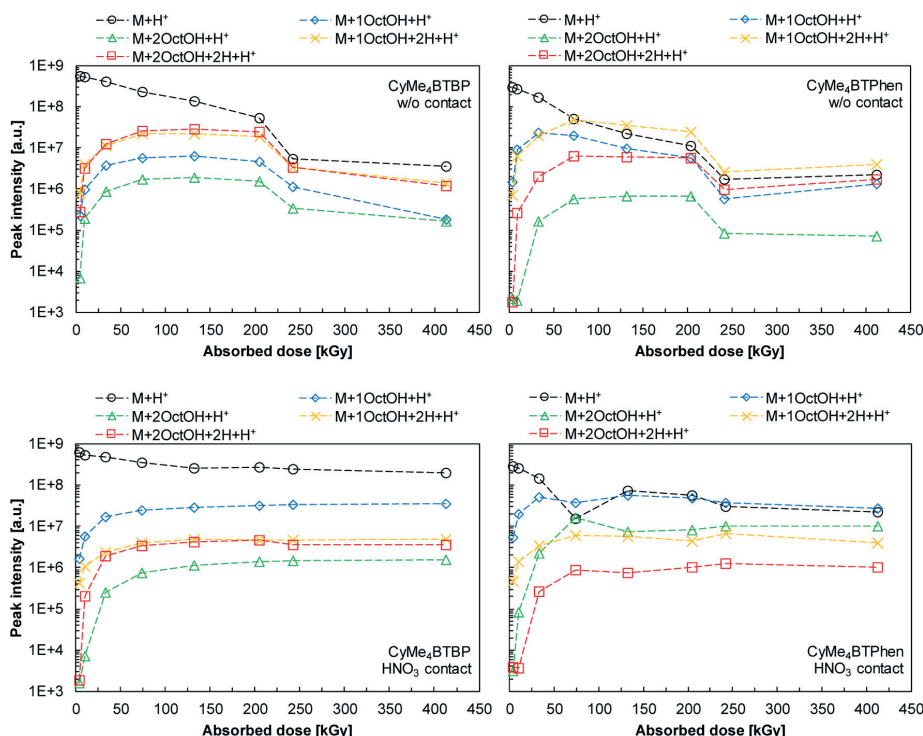 M+H⁺ M+1OctOH+H⁺
M+2OctOH+H⁺ M+1OctOH+2H+H⁺
M+2OctOH+2H+H⁺
1E+9
1E+8
1E+7
1E+6
1E+5
1E+4
1E+3
Peak intensity [a.u.]
CyMe₄BTBP
w/o contact
0 50 100 150 200 250 300 350 400 450
Absorbed dose [kGy]
M+H⁺ M+1OctOH+H⁺
M+2OctOH+H⁺ M+1OctOH+2H+H⁺
M+2OctOH+2H+H⁺
CyMe₄BTPhen
w/o contact
0 50 100 150 200 250 300 350 400 450
Absorbed dose [kGy]
M+H⁺ M+1OctOH+H⁺
M+2OctOH+H⁺ M+1OctOH+2H+H⁺
M+2OctOH+2H+H⁺
1E+9
1E+8
1E+7
1E+6
1E+5
1E+4
1E+3
Peak intensity [a.u.]
CyMe₄BTBP
HNO₃ contact
0 50 100 150 200 250 300 350 400 450
Absorbed dose [kGy]
M+H⁺ M+1OctOH+H⁺
M+2OctOH+H⁺ M+1OctOH+2H+H⁺
M+2OctOH+2H+H⁺
CyMe₄BTPhen
HNO₃ contact
0 50 100 150 200 250 300 350 400 450
Absorbed dose [kGy]